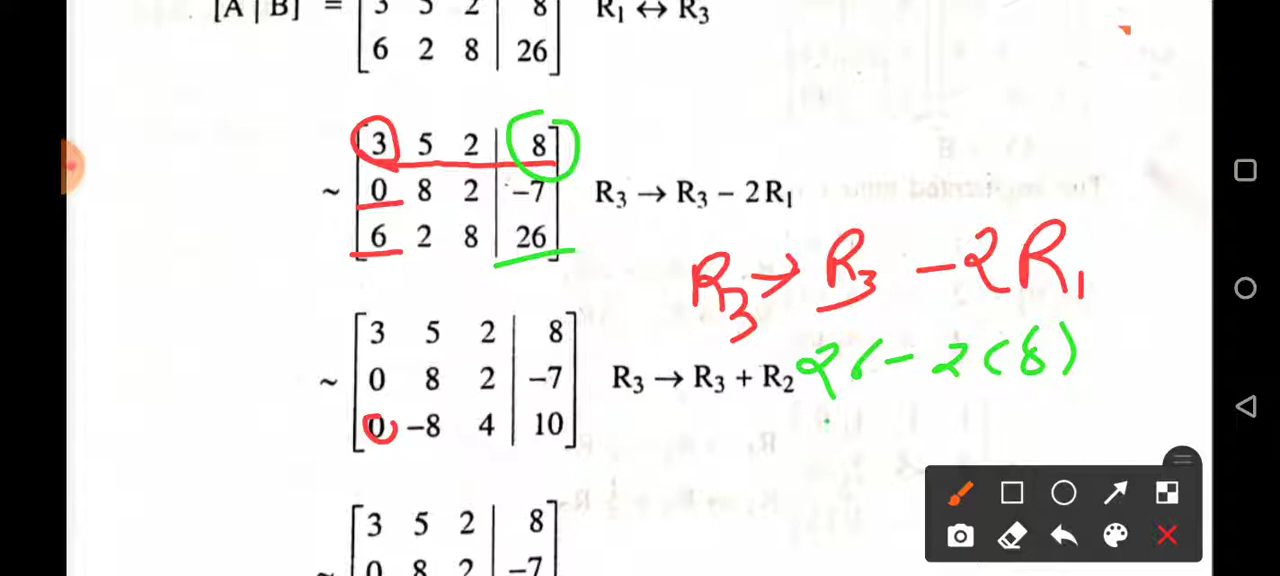 [A | B] = 3 5 2 | 8 R₁ ↔ R₃
6 2 8 | 26
3 5 2 | 8
~ 0 8 2 | −7 R₃ → R₃ − 2R₁
6 2 8 | 26
R₃ → R₃ − 2R₁
3 5 2 | 8
26 − 2(8)
~ 0 8 2 | −7 R₃ → R₃ + R₂
0 −8 4 | 10
3 5 2 | 8
~ 0 8 2 | −7